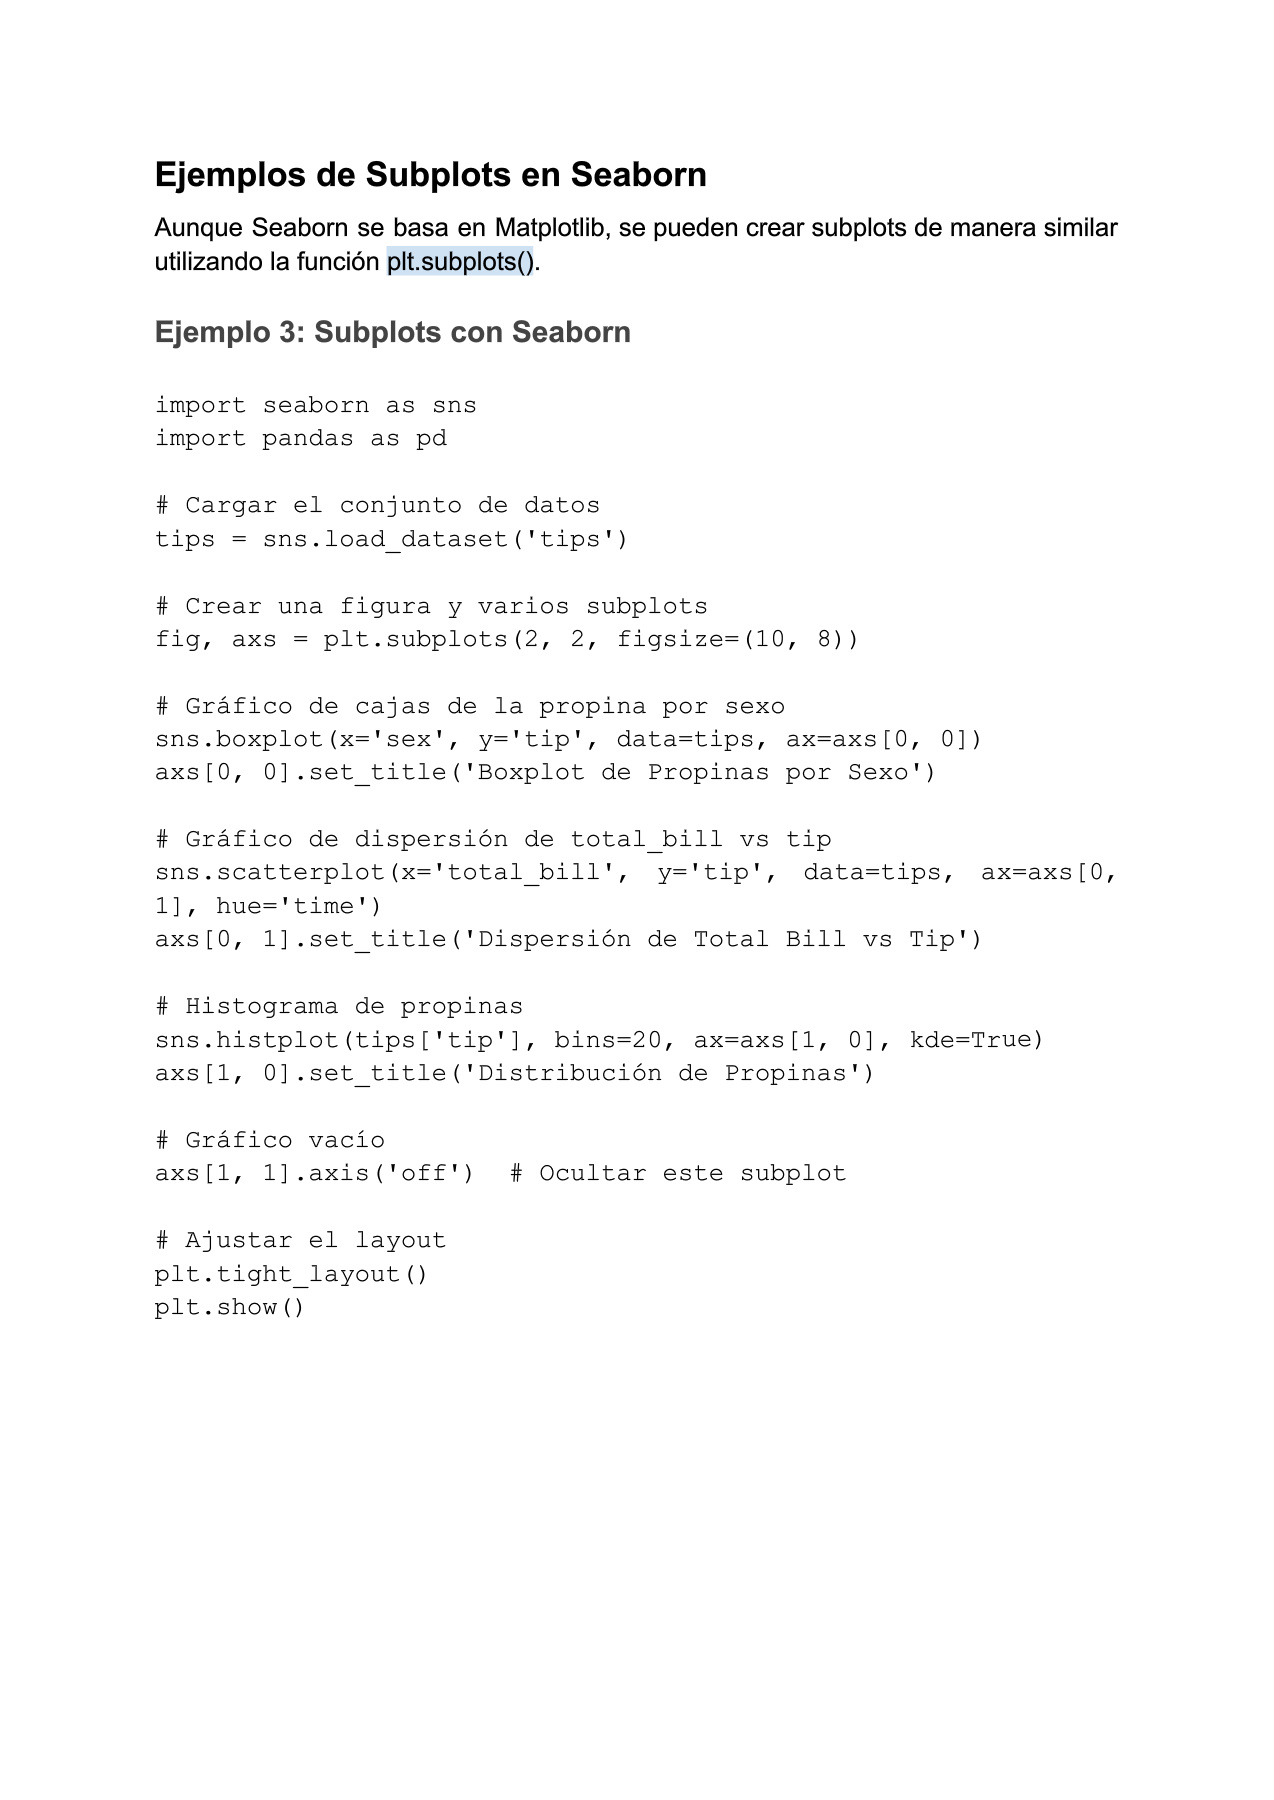 Ejemplos de Subplots en Seaborn
Aunque Seaborn se basa en Matplotlib, se pueden crear subplots de manera similar
utilizando la función plt.subplots().
Ejemplo 3: Subplots con Seaborn
import seaborn as sns
import pandas as pd
# Cargar el conjunto de datos
tips = sns.load_dataset('tips')
# Crear una figura y varios subplots
fig, axs = plt.subplots(2, 2, figsize=(10, 8))
# Gráfico de cajas de la propina por sexo
sns.boxplot(x='sex', y='tip', data=tips, ax=axs[0, 0])
axs[0, 0].set_title('Boxplot de Propinas por Sexo')
# Gráfico de dispersión de total_bill vs tip
sns.scatterplot(x='total_bill', y='tip', data=tips, ax=axs[0,
1], hue='time')
axs[0, 1].set_title('Dispersión de Total Bill vs Tip')
# Histograma de propinas
sns.histplot(tips['tip'], bins=20, ax=axs[1, 0], kde=True)
axs[1, 0].set_title('Distribución de Propinas')
# Gráfico vacío
axs[1, 1].axis('off')  # Ocultar este subplot
# Ajustar el layout
plt.tight_layout()
plt.show()